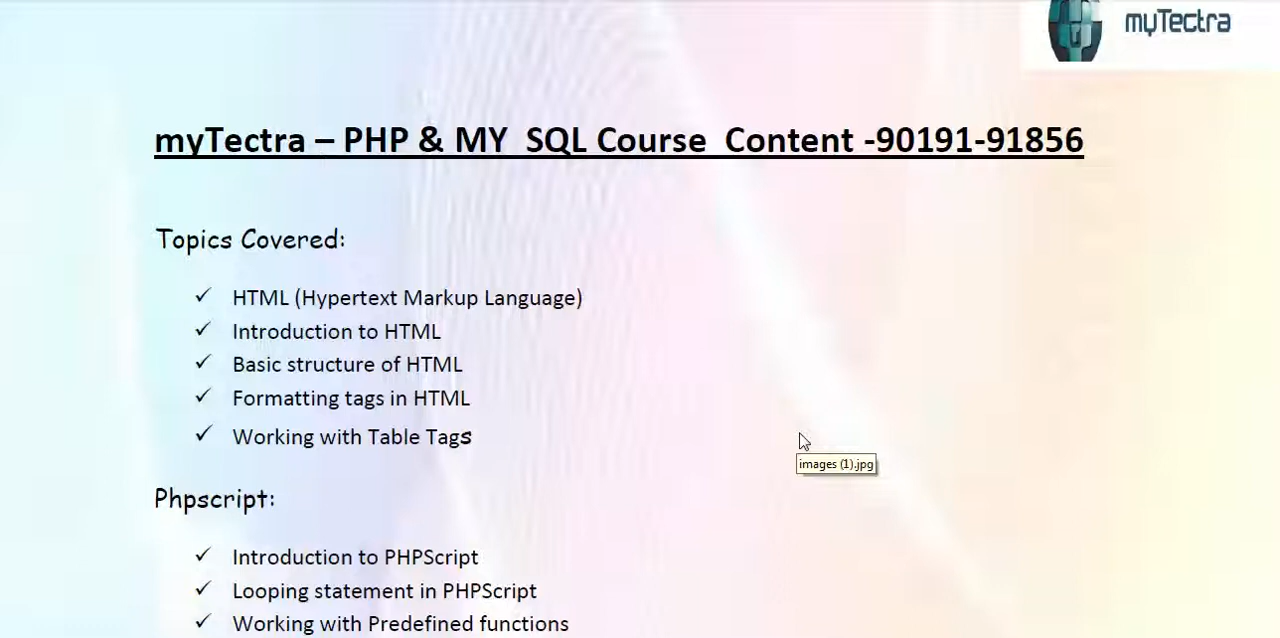 myTectra
myTectra – PHP & MY SQL Course Content -90191-91856
Topics Covered:
✓ HTML (Hypertext Markup Language)
✓ Introduction to HTML
✓ Basic structure of HTML
✓ Formatting tags in HTML
✓ Working with Table Tags
images (1).jpg
Phpscript:
✓ Introduction to PHPScript
✓ Looping statement in PHPScript
✓ Working with Predefined functions